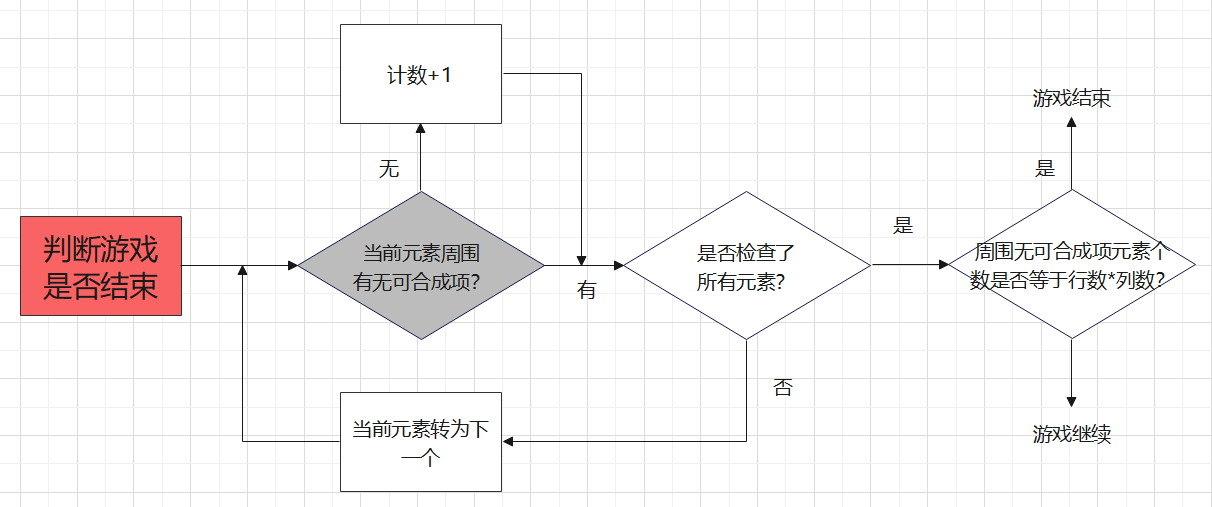 计数+1
游戏结束
无
是
判断游戏
是否结束
当前元素周围
有无可合成项？
有
是否检查了
所有元素？
是
周围无可合成项元素个
数是否等于行数*列数？
否
当前元素转为下
一个
游戏继续